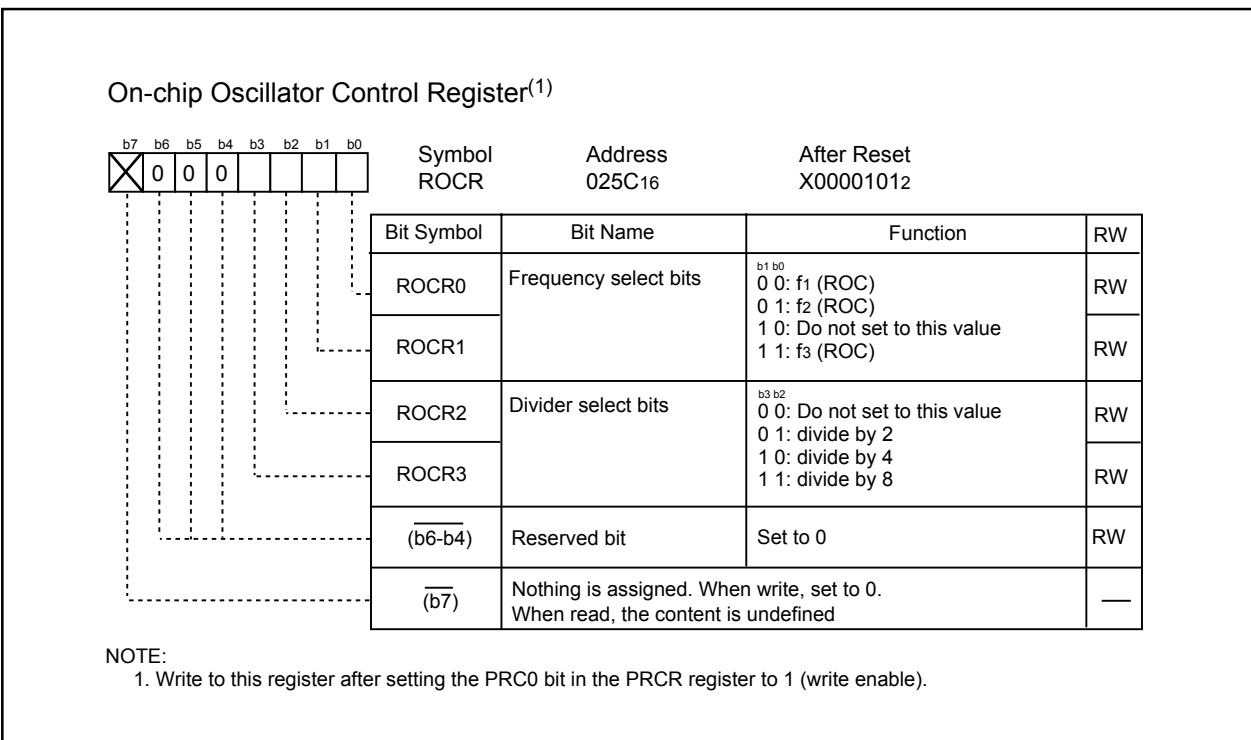 On-chip Oscillator Control Register(1)
b7 b6 b5 b4 b3 b2 b1 b0
0 0 0
Symbol Address After Reset
ROCR 025C16 X00001012
Bit Symbol Bit Name Function RW
ROCR0 Frequency select bits b1 b0 RW
0 0: f1 (ROC)
0 1: f2 (ROC)
1 0: Do not set to this value
ROCR1 1 1: f3 (ROC) RW
ROCR2 Divider select bits b3 b2 RW
0 0: Do not set to this value
0 1: divide by 2
1 0: divide by 4
ROCR3 1 1: divide by 8 RW
(b6-b4) Reserved bit Set to 0 RW
(b7) Nothing is assigned. When write, set to 0. —
When read, the content is undefined
NOTE:
1. Write to this register after setting the PRC0 bit in the PRCR register to 1 (write enable).